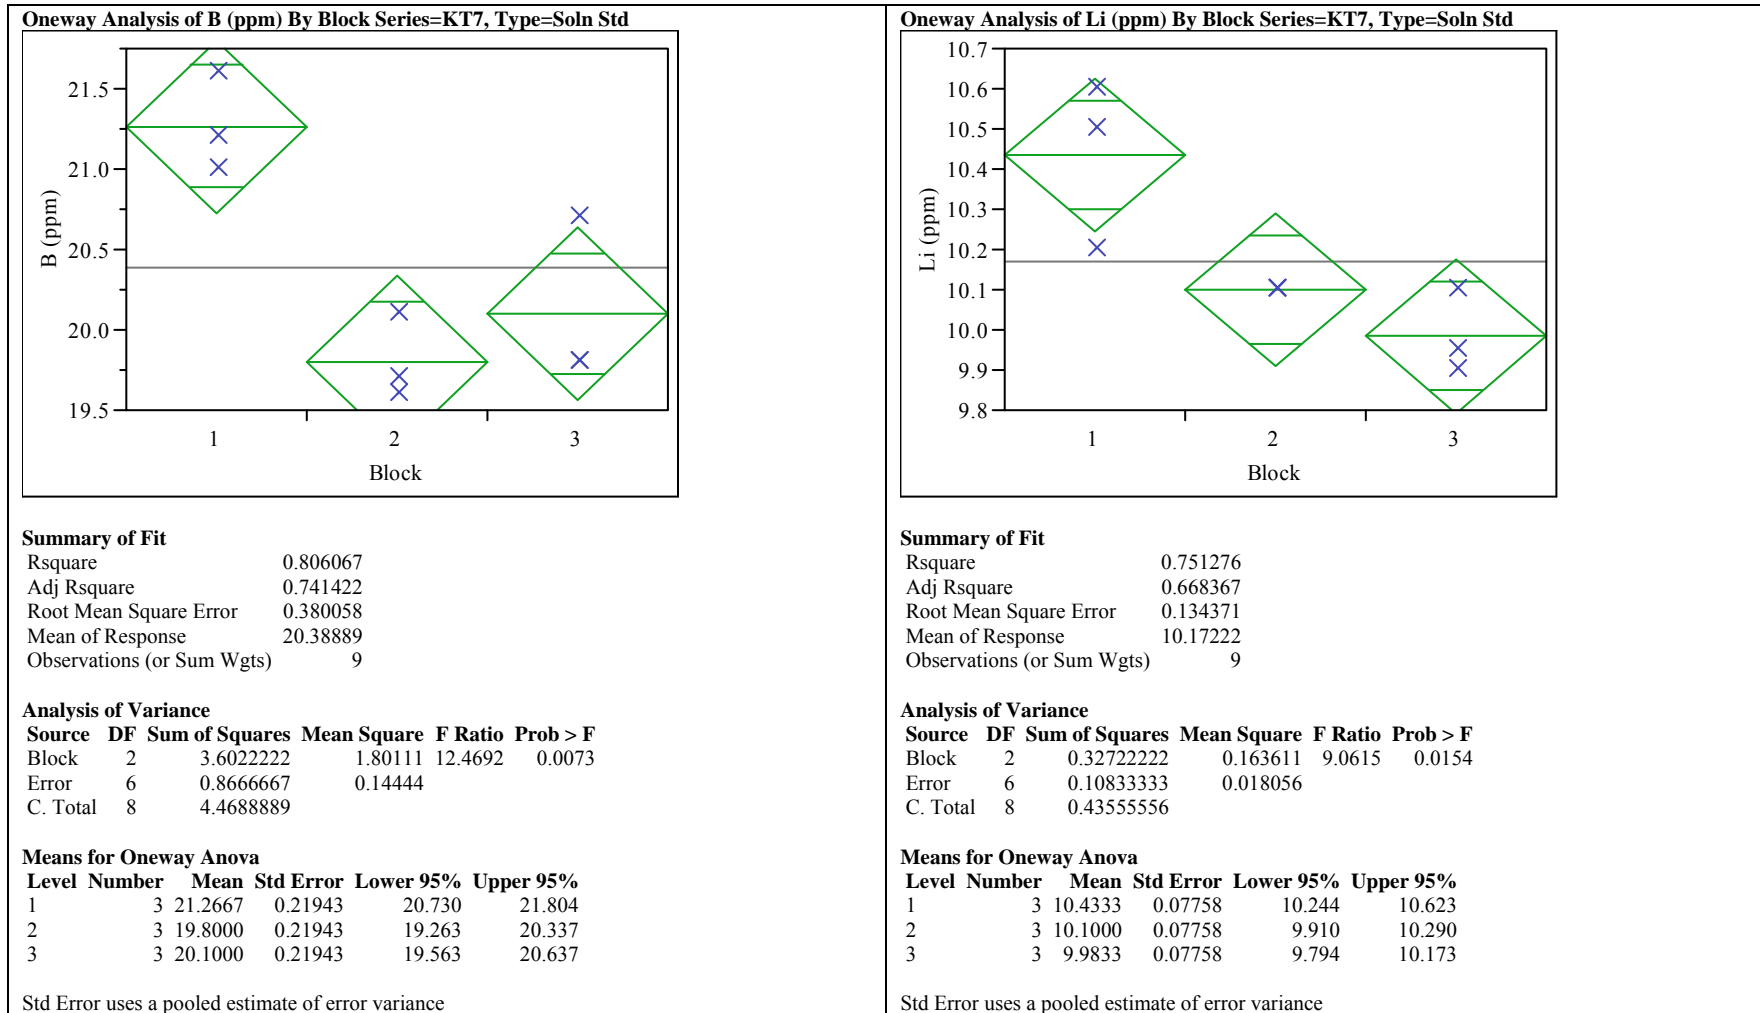 Oneway Analysis of B (ppm) By Block Series=KT7, Type=Soln Std
21.5
21.0
20.5
20.0
19.5
B (ppm)
1 2 3
Block
Summary of Fit
Rsquare 0.806067
Adj Rsquare 0.741422
Root Mean Square Error 0.380058
Mean of Response 20.38889
Observations (or Sum Wgts) 9
Analysis of Variance
Source DF Sum of Squares Mean Square F Ratio Prob > F
Block 2 3.6022222 1.80111 12.4692 0.0073
Error 6 0.8666667 0.14444
C. Total 8 4.4688889
Means for Oneway Anova
Level Number Mean Std Error Lower 95% Upper 95%
1 3 21.2667 0.21943 20.730 21.804
2 3 19.8000 0.21943 19.263 20.337
3 3 20.1000 0.21943 19.563 20.637
Std Error uses a pooled estimate of error variance
Oneway Analysis of Li (ppm) By Block Series=KT7, Type=Soln Std
10.7
10.6
10.5
10.4
10.3
10.2
10.1
10.0
9.9
9.8
Li (ppm)
1 2 3
Block
Summary of Fit
Rsquare 0.751276
Adj Rsquare 0.668367
Root Mean Square Error 0.134371
Mean of Response 10.17222
Observations (or Sum Wgts) 9
Analysis of Variance
Source DF Sum of Squares Mean Square F Ratio Prob > F
Block 2 0.32722222 0.163611 9.0615 0.0154
Error 6 0.10833333 0.018056
C. Total 8 0.43555556
Means for Oneway Anova
Level Number Mean Std Error Lower 95% Upper 95%
1 3 10.4333 0.07758 10.244 10.623
2 3 10.1000 0.07758 9.910 10.290
3 3 9.9833 0.07758 9.794 10.173
Std Error uses a pooled estimate of error variance